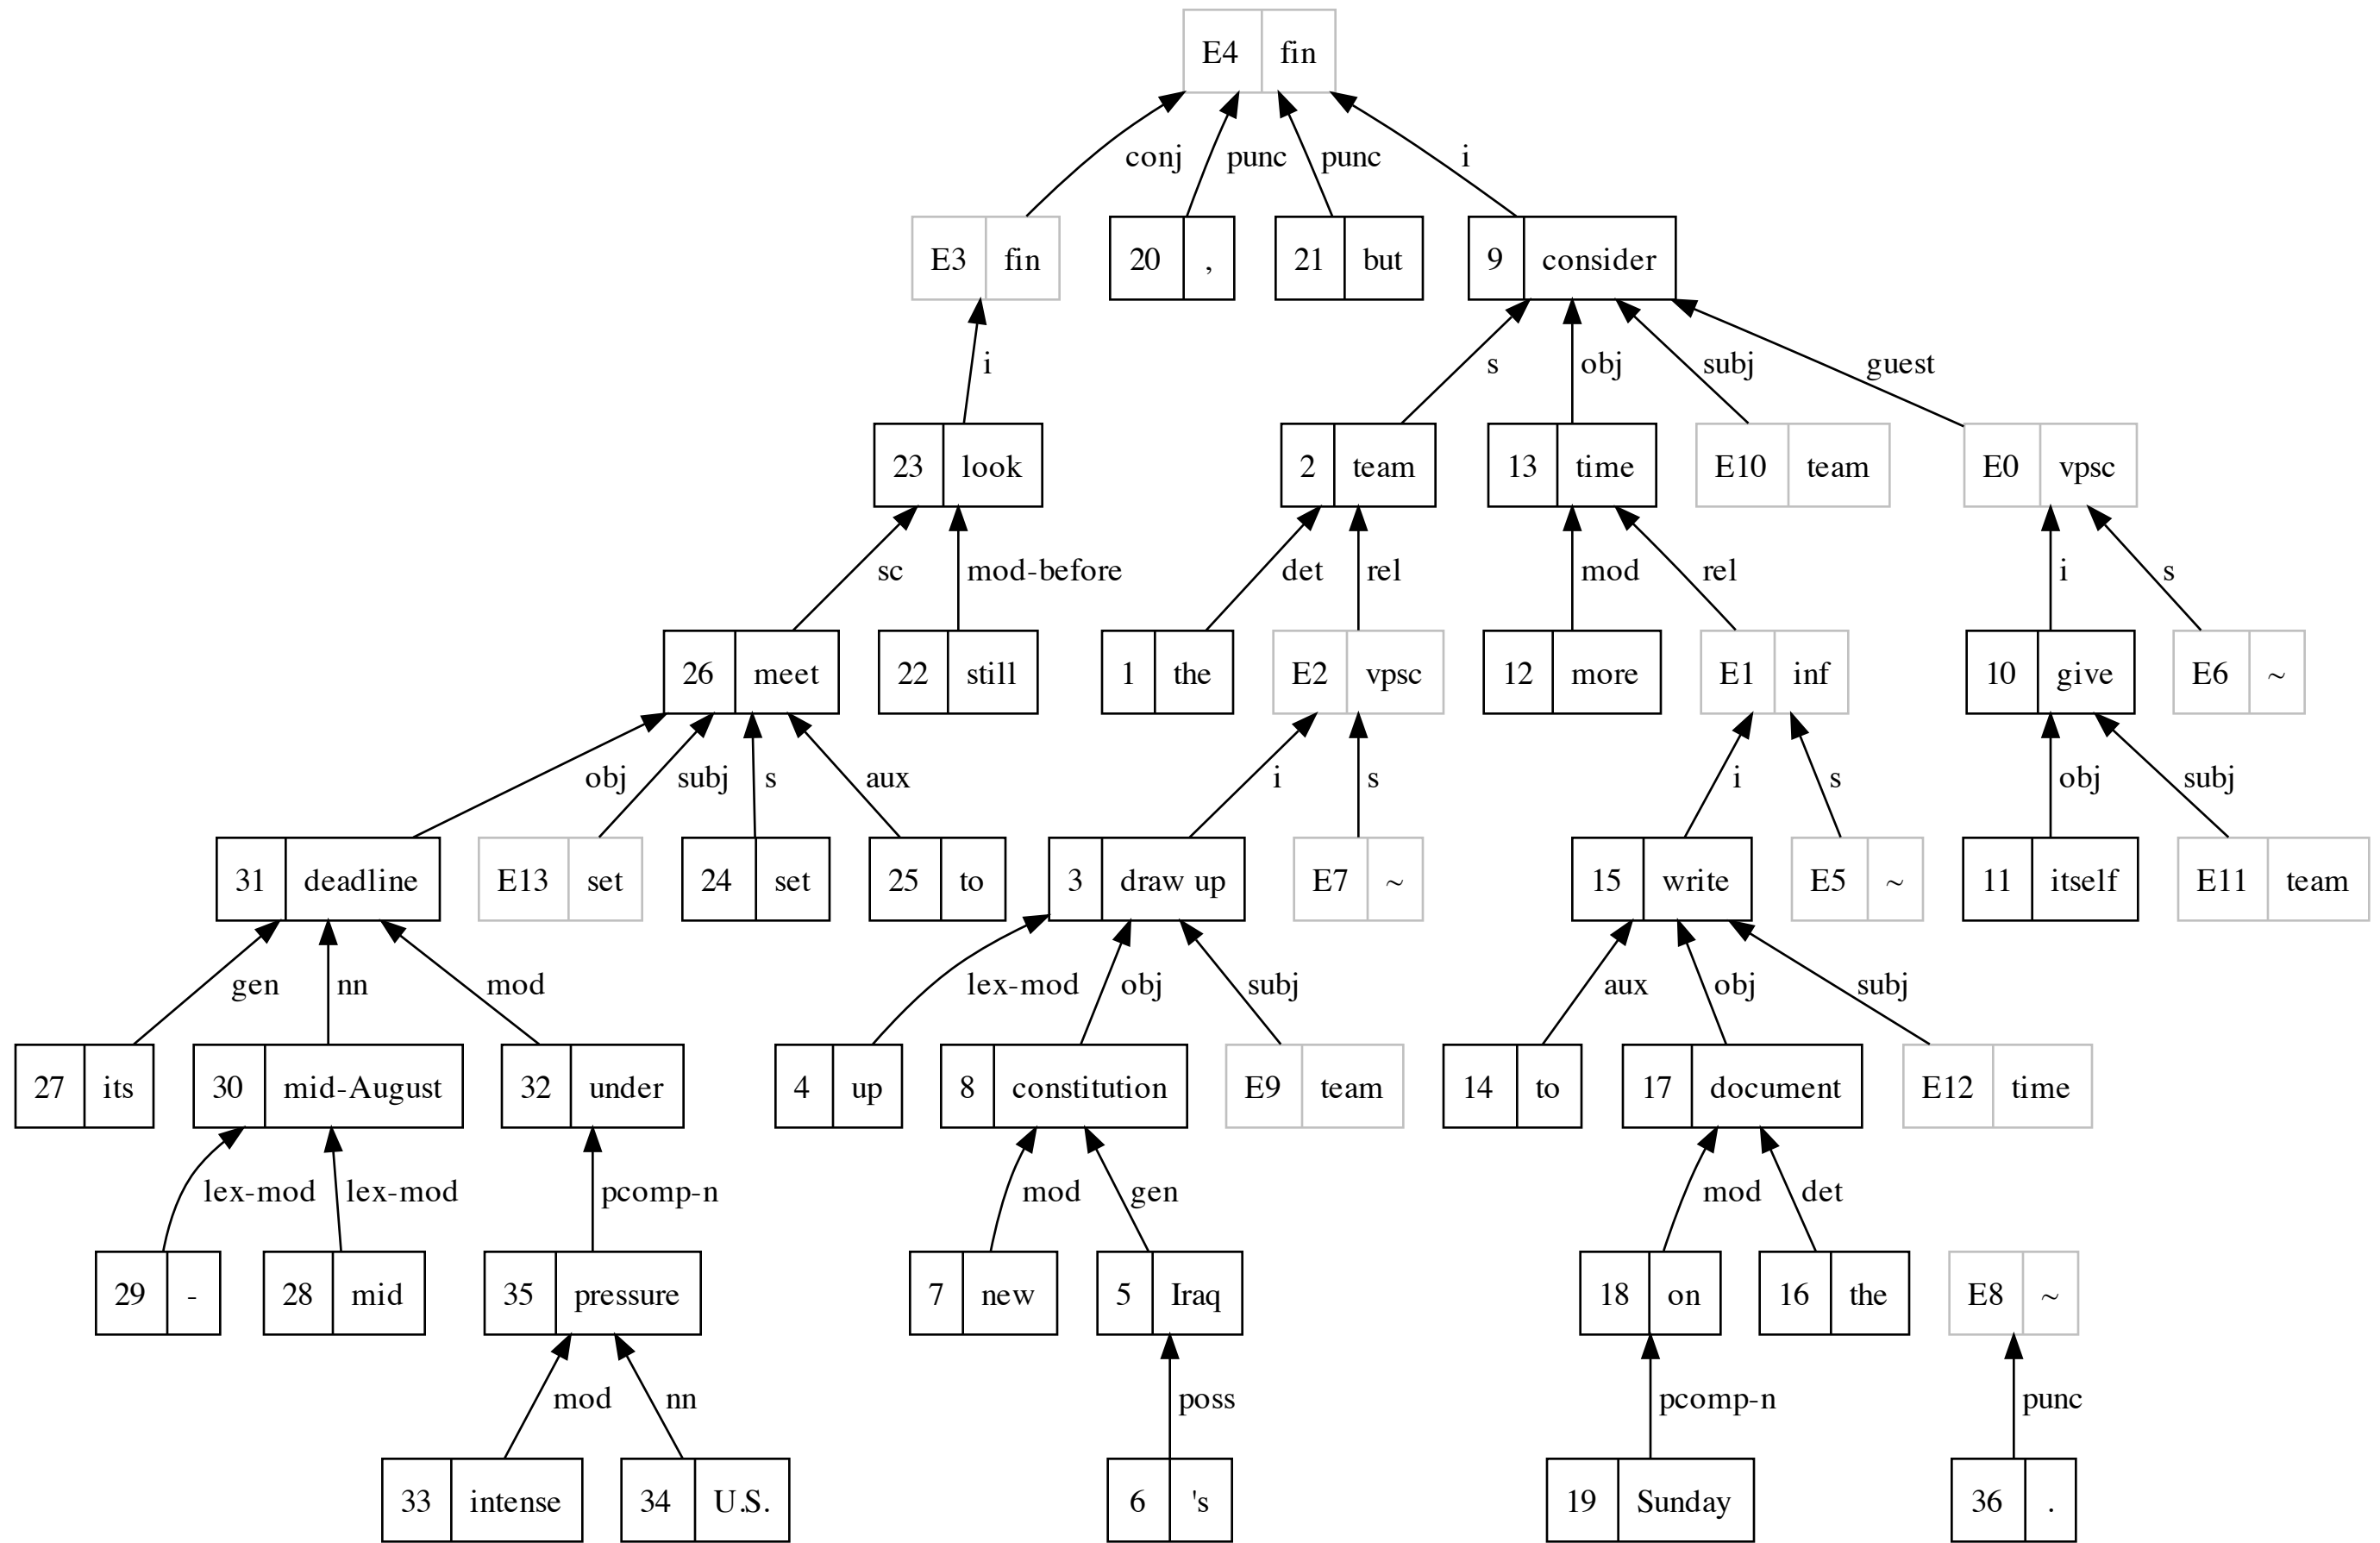 E4 fin
conj punc punc i
E3 fin 20 , 21 but 9 consider
i s obj subj guest
23 look 2 team 13 time E10 team E0 vpsc
sc mod-before det rel mod rel i s
26 meet 22 still 1 the E2 vpsc 12 more E1 inf 10 give E6 ~
obj subj s aux i s i s obj subj
31 deadline E13 set 24 set 25 to 3 draw up E7 ~ 15 write E5 ~ 11 itself E11 team
gen nn mod lex-mod obj subj aux obj subj
27 its 30 mid-August 32 under 4 up 8 constitution E9 team 14 to 17 document E12 time
lex-mod lex-mod pcomp-n mod gen mod det
29 - 28 mid 35 pressure 7 new 5 Iraq 18 on 16 the E8 ~
mod nn poss pcomp-n punc
33 intense 34 U.S. 6 's 19 Sunday 36 .